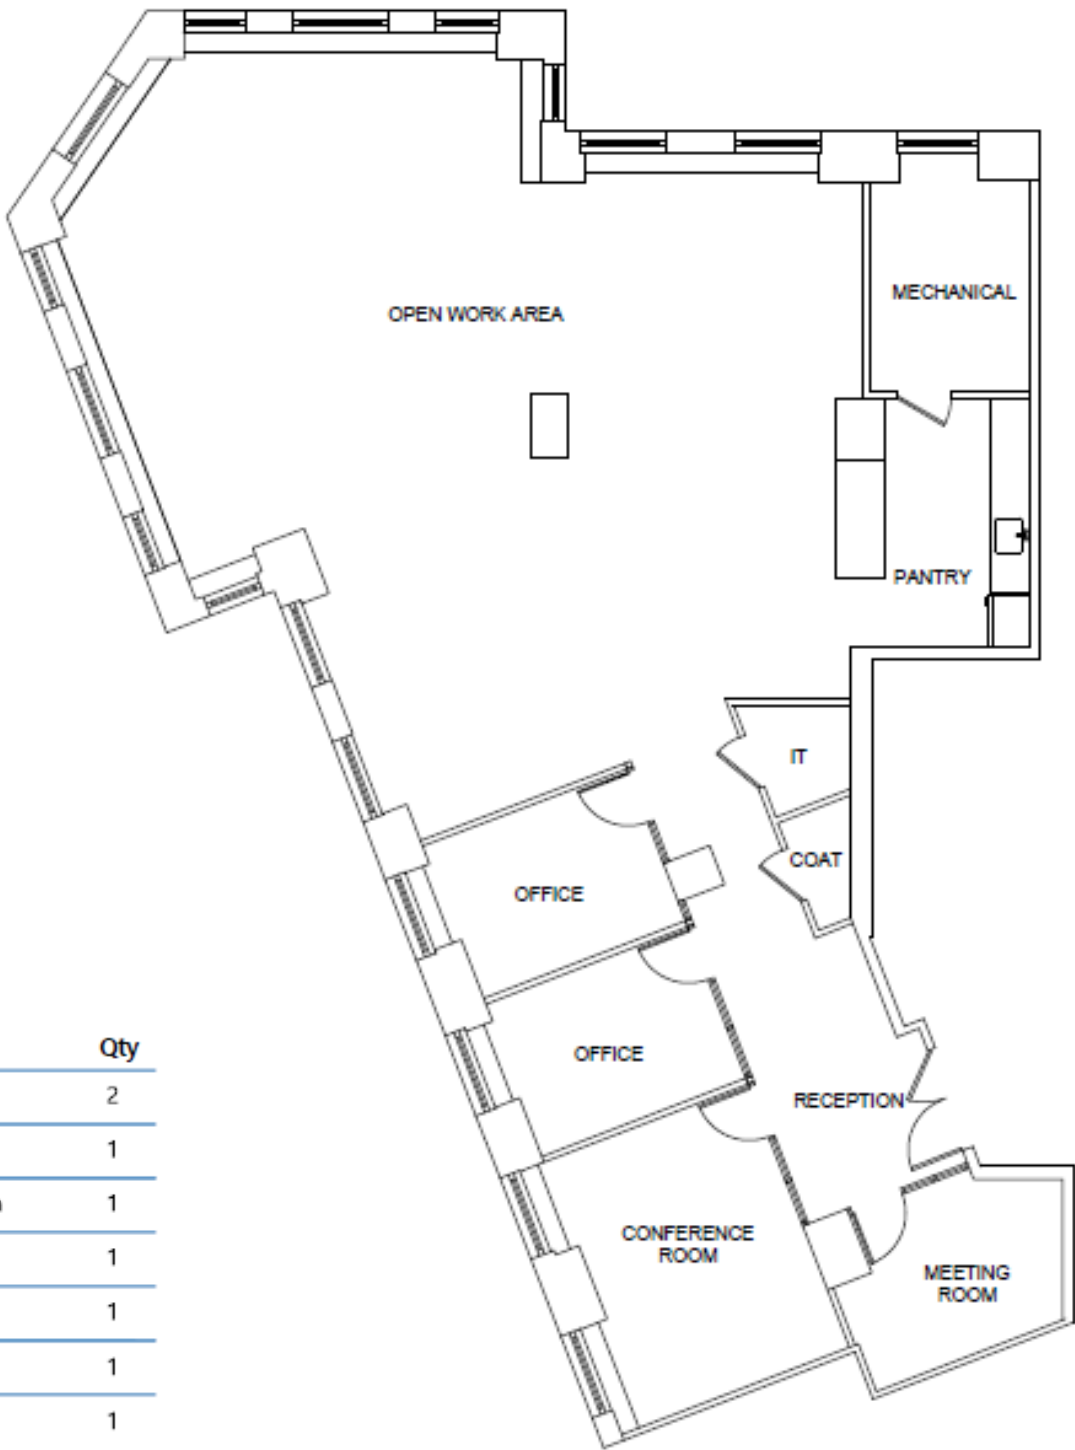 OPEN WORK AREA
MECHANICAL
PANTRY
IT
COAT
OFFICE
OFFICE
RECEPTION
CONFERENCE
ROOM
MEETING
ROOM
Qty
2
1
1
1
1
1
1